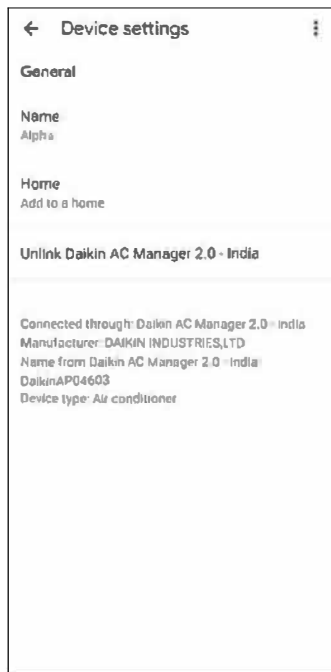 Device settings
General
Name
Alpha
Home
Add to a home
Unlink Daikin AC Manager 2.0 - India
Connected through: Daikin AC Manager 2.0 - India
Manufacturer: DAIKIN INDUSTRIES,LTD
Name from Daikin AC Manager 2.0 - India:
DaikinAP04603
Device type: Air conditioner